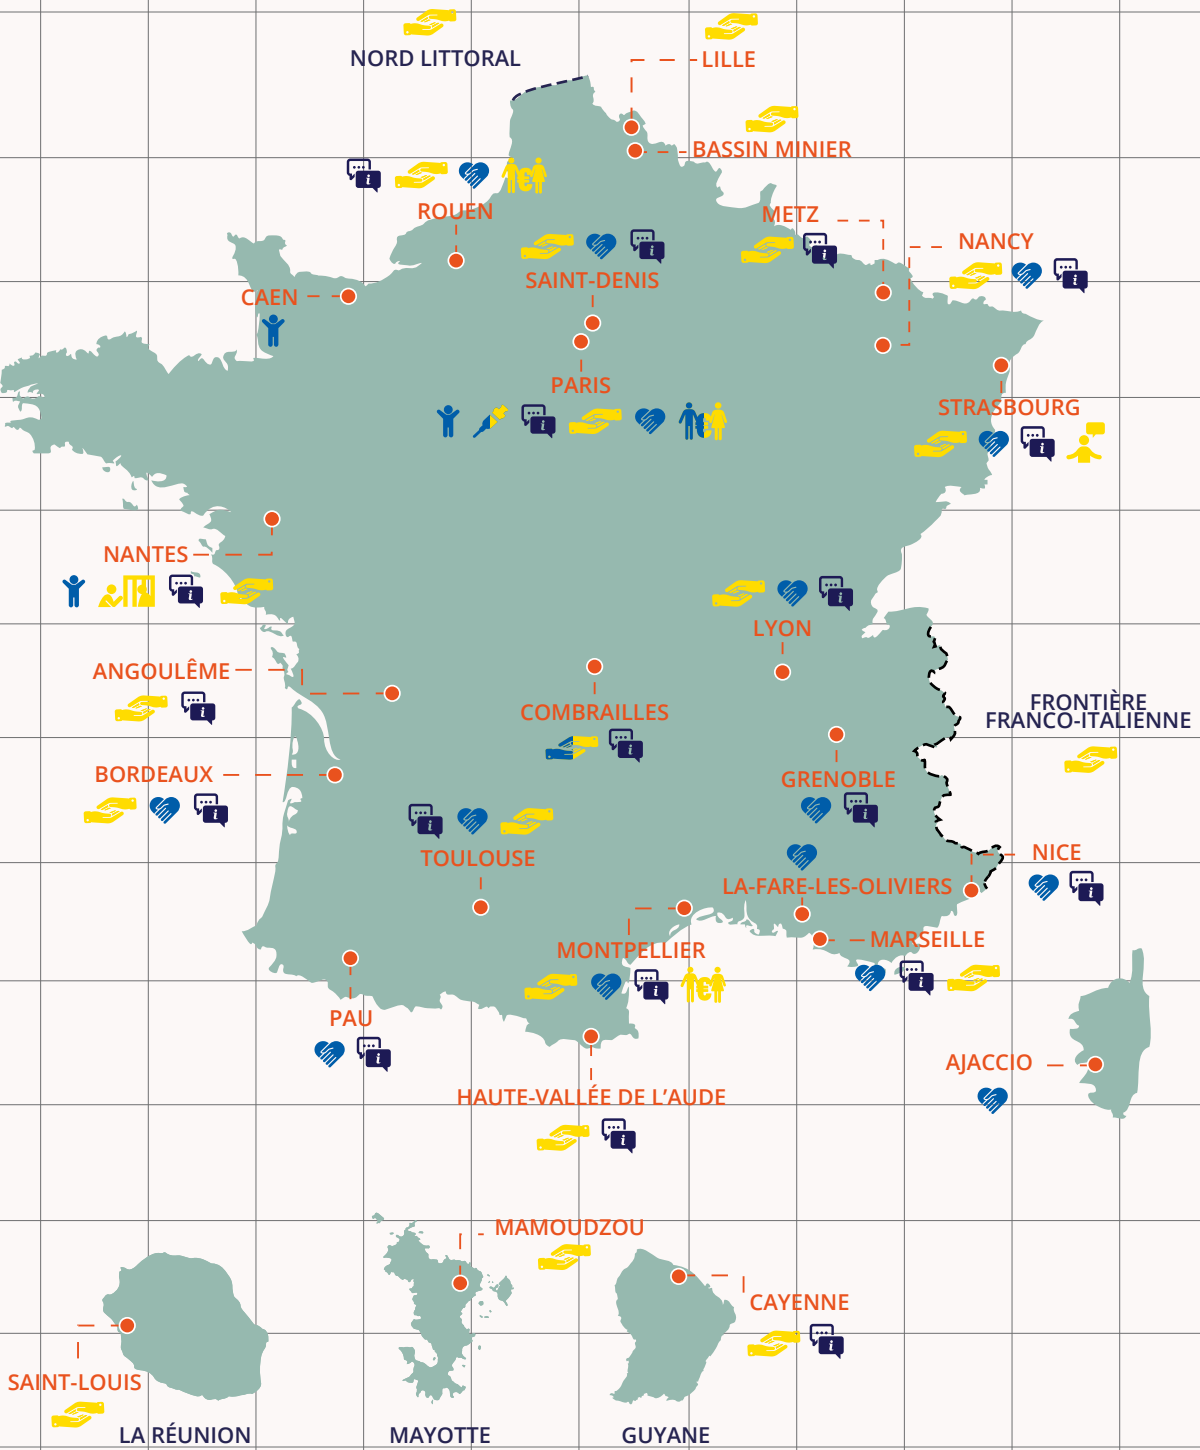 NORD LITTORAL
LILLE
BASSIN MINIER
ROUEN
METZ
NANCY
SAINT-DENIS
CAEN
PARIS
STRASBOURG
NANTES
LYON
ANGOULÊME
FRONTIÈRE
FRANCO-ITALIENNE
COMBRAILLES
BORDEAUX
GRENOBLE
TOULOUSE
NICE
LA-FARE-LES-OLIVIERS
MARSEILLE
MONTPELLIER
PAU
AJACCIO
HAUTE-VALLÉE DE L’AUDE
MAMOUDZOU
CAYENNE
SAINT-LOUIS
LA RÉUNION
MAYOTTE
GUYANE